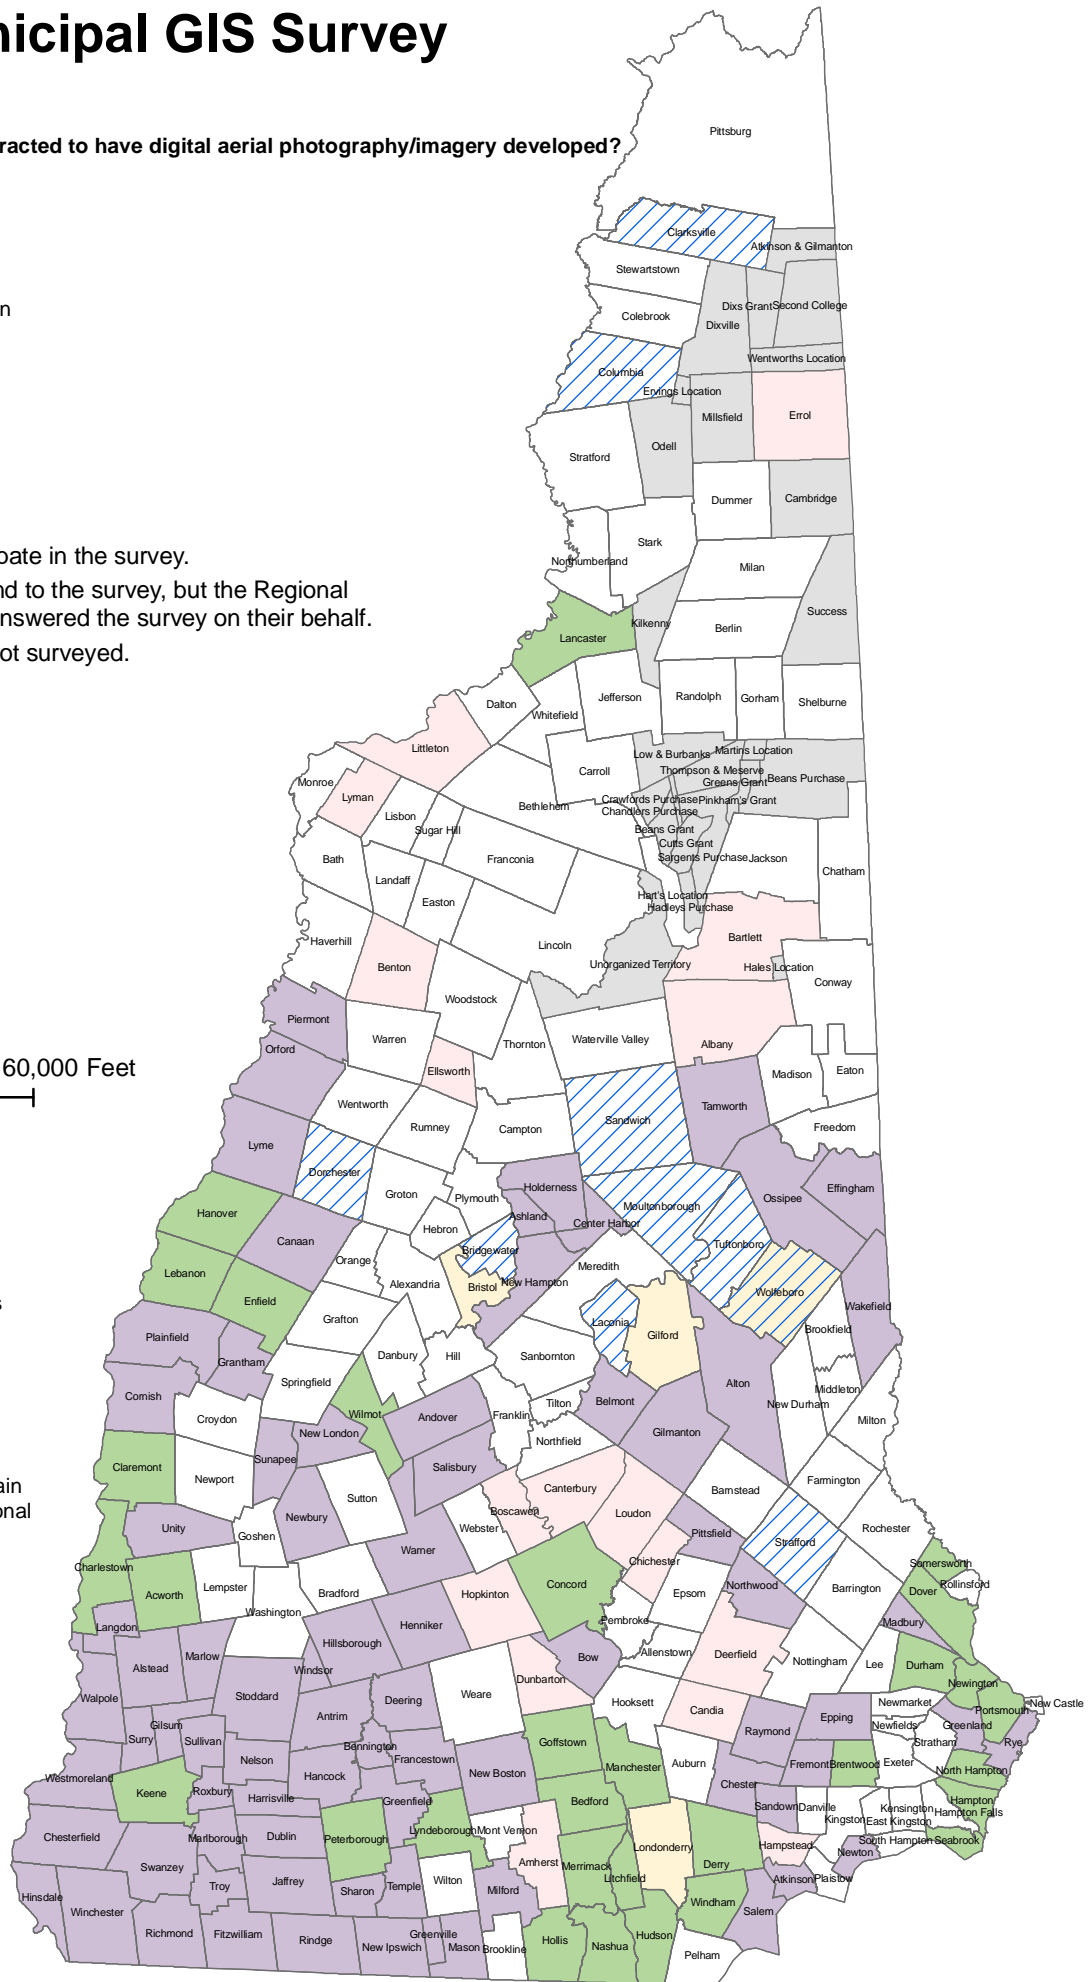 nicipal GIS Survey
racted to have digital aerial photography/imagery developed?
Pittsburg
Clarksville
Atkinson & Gilmanton
Stewartstown
Dixs Grant
Second College
n
Colebrook
Dixville
Wentworths Location
Columbia
Ervings Location
Millsfield
Errol
Odell
Stratford
Dummer
Cambridge
Stark
pate in the survey.
Northumberland
Milan
nd to the survey, but the Regional
nswered the survey on their behalf.
Success
Kilkenny
Berlin
Lancaster
ot surveyed.
Jefferson
Randolph
Gorham
Shelburne
Dalton
Whitefield
Littleton
Low & Burbanks
Martins Location
Carroll
Thompson & Meserve
Beans Purchase
Monroe
Greens Grant
Lyman
Crawfords Purchase
Pinkham's Grant
Bethlehem
Chandlers Purchase
Lisbon
Sugar Hill
Beans Grant
Cutts Grant
Bath
Franconia
Sargents Purchase
Jackson
Chatham
Landaff
Easton
Hart's Location
Hadleys Purchase
Haverhill
Bartlett
Lincoln
Benton
Unorganized Territory
Hales Location
Conway
Woodstock
Piermont
Warren
Waterville Valley
Thornton
Albany
Orford
60,000 Feet
Ellsworth
Madison
Eaton
Wentworth
Tamworth
Sandwich
Rumney
Campton
Freedom
Lyme
Dorchester
Holderness
Effingham
Groton
Plymouth
Ossipee
Moultonborough
Hanover
Ashland
Center Harbor
Hebron
Canaan
Tuftonboro
Bridgewater
Orange
Meredith
Lebanon
Alexandria
Bristol
New Hampton
Wolfeboro
Enfield
s
Wakefield
Grafton
Laconia
Brookfield
Plainfield
Gilford
Danbury
Hill
Sanbornton
Grantham
Springfield
Alton
Middleton
Cornish
Tilton
Belmont
New Durham
Croydon
Wilmot
Andover
Franklin
Milton
New London
Gilmanton
Northfield
Sunapee
Claremont
Salisbury
Newport
Farmington
ain
Canterbury
Barnstead
Sutton
onal
Boscawen
Loudon
Newbury
Unity
Webster
Rochester
Goshen
Pittsfield
Strafford
Warner
Chichester
Somersworth
Charlestown
Concord
Northwood
Rollinsford
Acworth
Lempster
Bradford
Hopkinton
Epsom
Barrington
Dover
Washington
Pembroke
Madbury
Langdon
Henniker
Hillsborough
Allenstown
Deerfield
Bow
Marlow
Nottingham
Lee
Durham
Alstead
Windsor
Dunbarton
Newington
Walpole
Stoddard
Deering
Weare
Hooksett
New Castle
Newmarket
Candia
Portsmouth
Antrim
Epping
Gilsum
Newfields
Greenland
Raymond
Surry
Sullivan
Goffstown
Stratham
Rye
Bennington
Nelson
Francestown
Auburn
Fremont
Brentwood
Exeter
Manchester
New Boston
North Hampton
Westmoreland
Hancock
Chester
Keene
Roxbury
Harrisville
Greenfield
Bedford
Hampton
Sandown
Danville
Kensington
Hampton Falls
Kingston
East Kingston
Chesterfield
Marlborough
Dublin
Peterborough
Lyndeborough
Mont Vernon
Londonderry
Hampstead
South Hampton
Seabrook
Newton
Amherst
Derry
Swanzey
Merrimack
Litchfield
Atkinson
Plaistow
Troy
Jaffrey
Sharon
Temple
Wilton
Milford
Hinsdale
Windham
Winchester
Salem
Richmond
Fitzwilliam
Rindge
Greenville
Hudson
New Ipswich
Mason
Brookline
Hollis
Nashua
Pelham